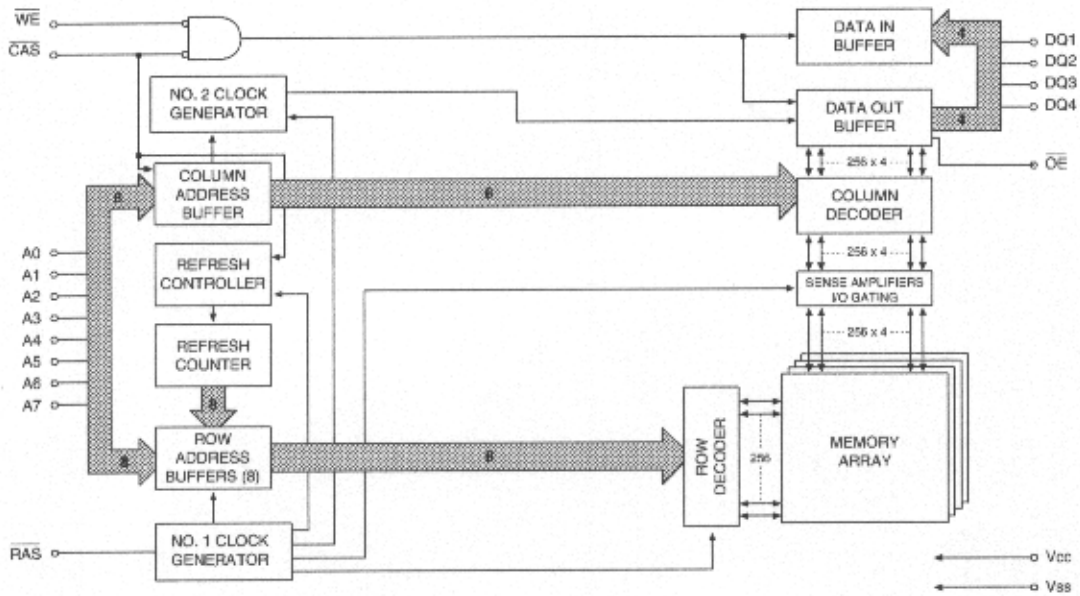 WE
CAS
NO. 2 CLOCK
GENERATOR
DATA IN
BUFFER
4
DQ1
DQ2
DQ3
DQ4
DATA OUT
BUFFER
4
OE
256 x 4
COLUMN
ADDRESS
BUFFER
8
8
COLUMN
DECODER
256 x 4
A0
A1
A2
A3
A4
A5
A6
A7
REFRESH
CONTROLLER
SENSE AMPLIFIERS
I/O GATING
256 x 4
REFRESH
COUNTER
8
ROW
ADDRESS
BUFFERS (8)
8
8
ROW
DECODER
256
MEMORY
ARRAY
RAS
NO. 1 CLOCK
GENERATOR
Vcc
Vss